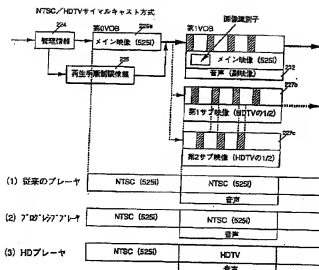 NTSC/HDTVサイマルキャスト方式
224
第0VOB
225a
第1VOB
画像識別子
管理情報
メイン映像 (525i)
225
再生手順制限情報
メイン映像 (525i)
音声 (副映像)
212
227b
第1サブ映像 (HDTVの1/2)
227c
第2サブ映像 (HDTVの1/2)
(1) 従来のプレーヤ
NTSC (525i)
NTSC (525i)
音声
(2) プログレッシブプレーヤ
NTSC (525i)
NTSC (525i)
音声
(3) HDプレーヤ
NTSC (525i)
HDTV
音声